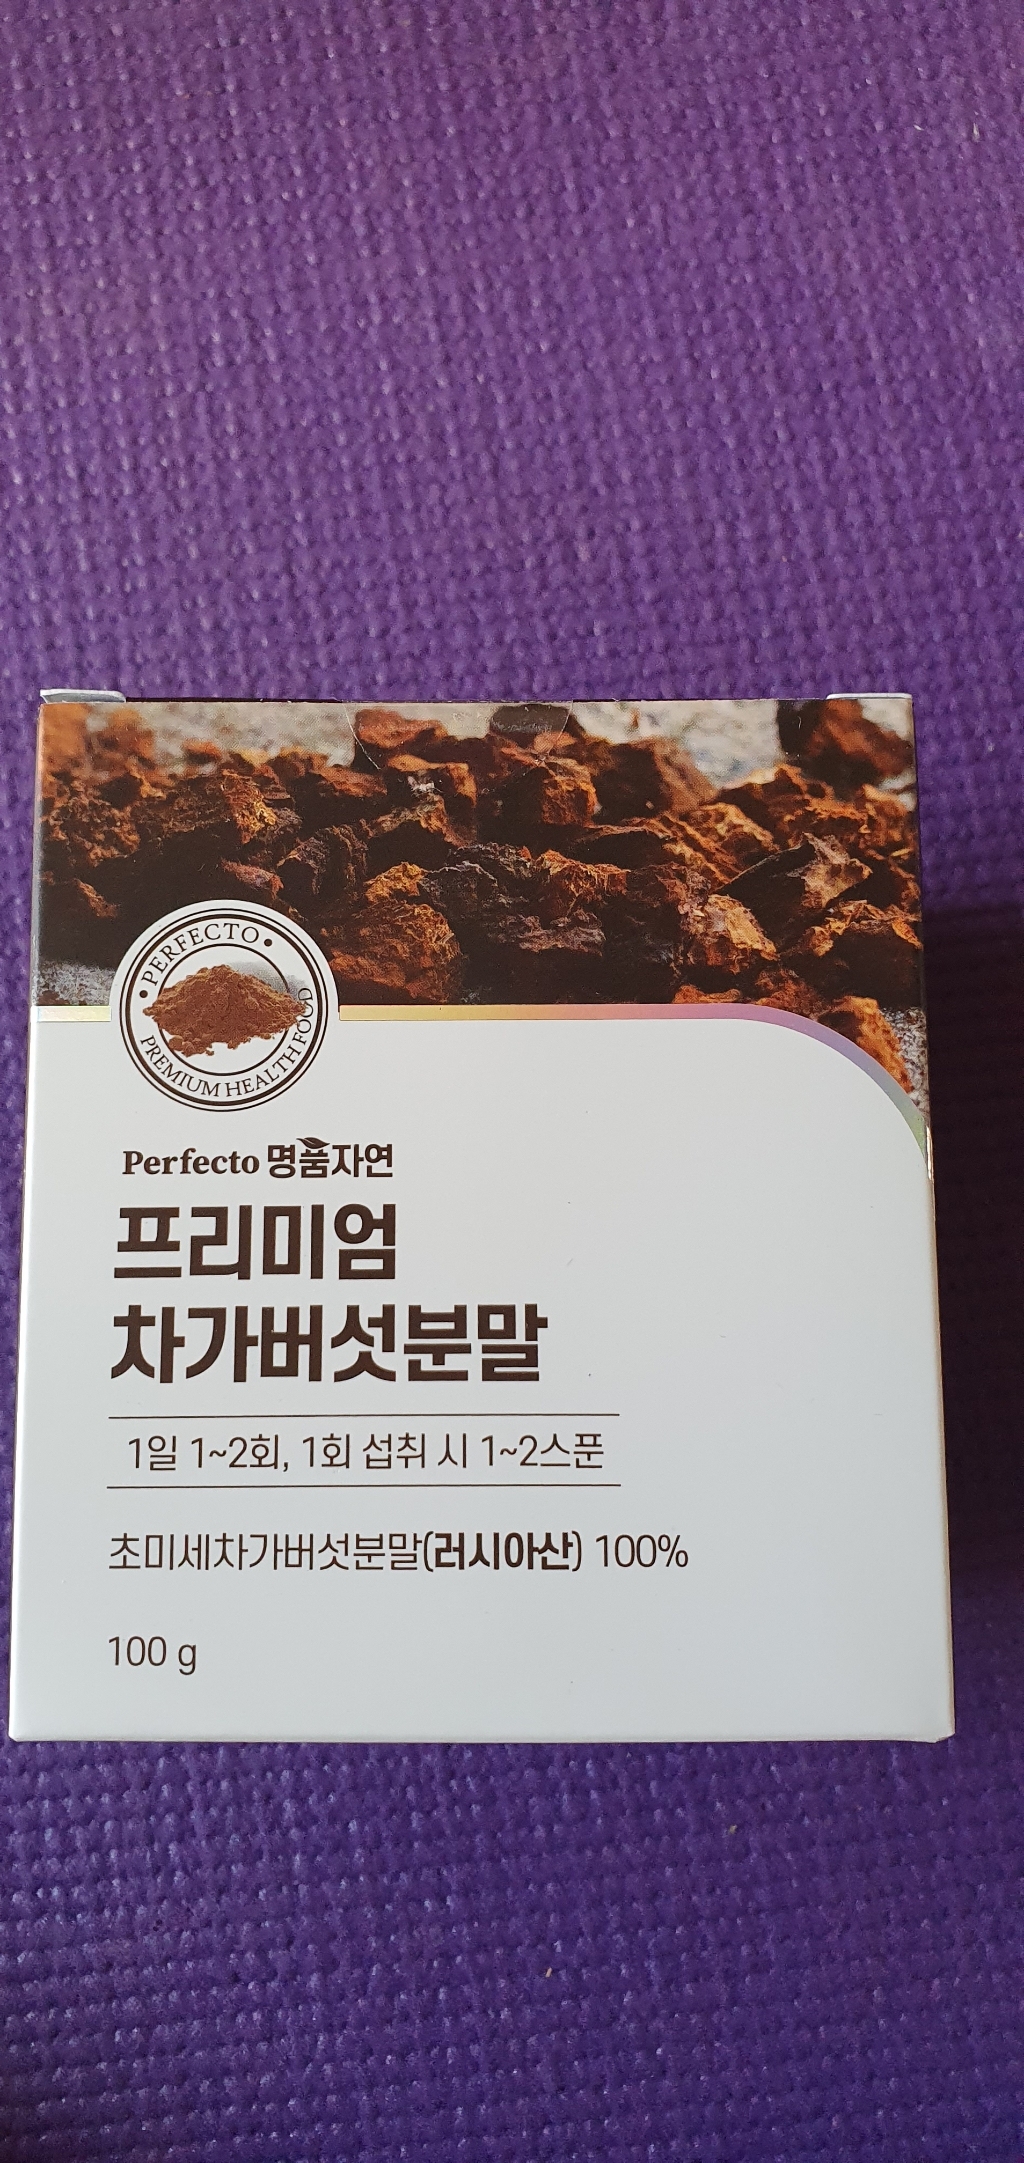 PERFECTO
PREMIUM HEALTH FOOD
Perfecto 명품자연
프리미엄
차가버섯분말
1일 1~2회, 1회 섭취 시 1~2스푼
초미세차가버섯분말(러시아산) 100%
100 g